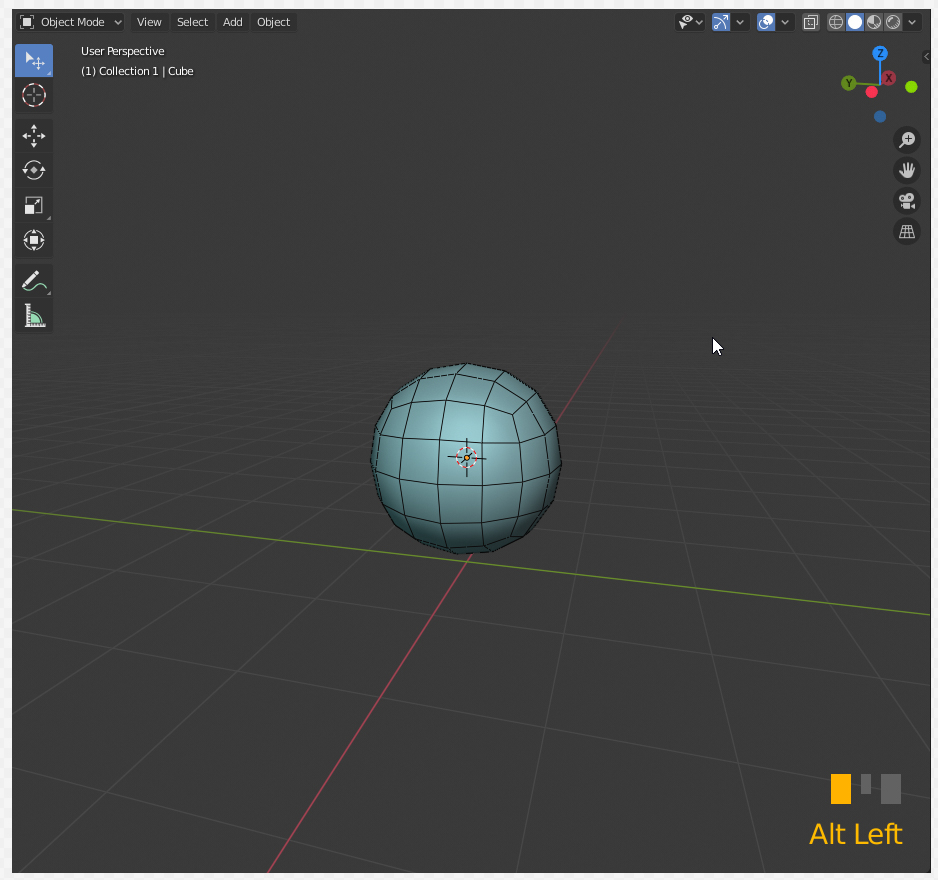 Object Mode View Select Add Object
User Perspective
(1) Collection 1 | Cube
Z
Y X
Alt Left